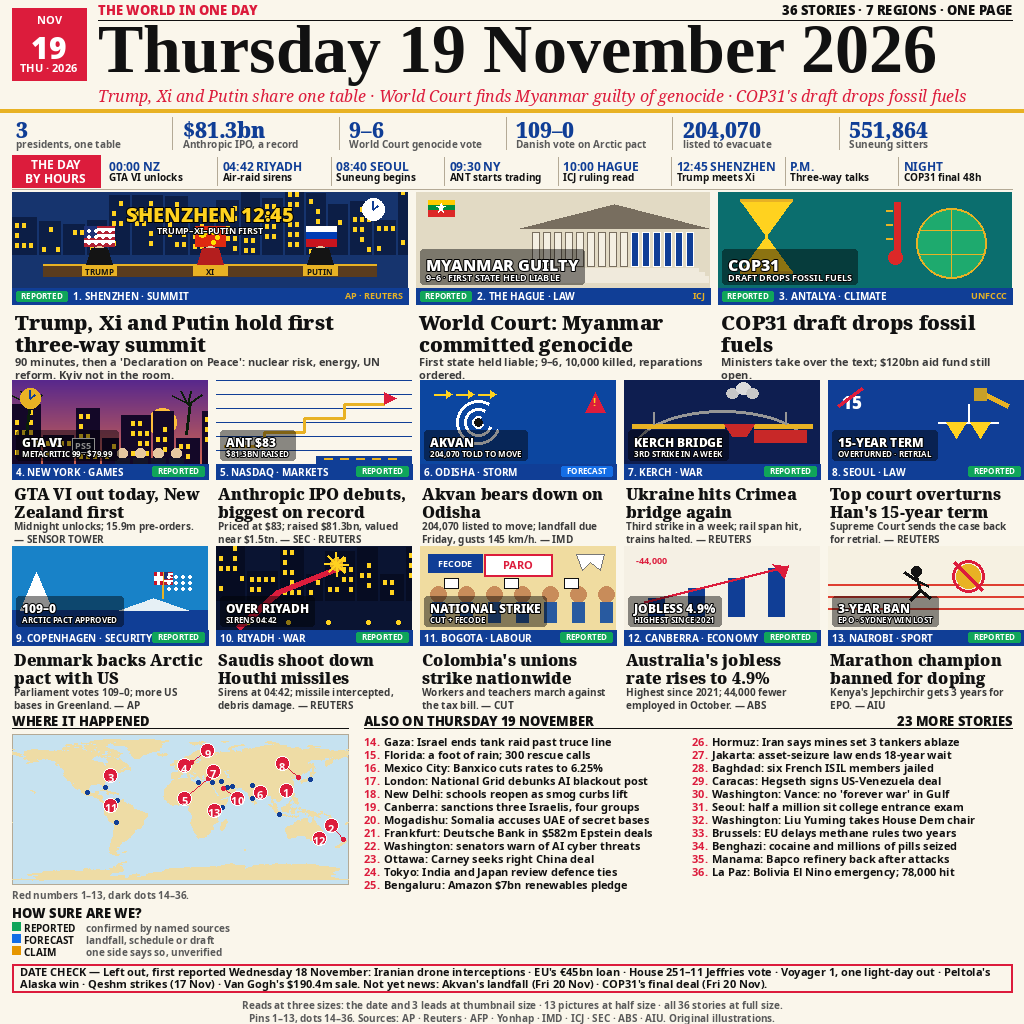 NOV
19
THU · 2026
THE WORLD IN ONE DAY
36 STORIES · 7 REGIONS · ONE PAGE
Thursday 19 November 2026
Trump, Xi and Putin share one table · World Court finds Myanmar guilty of genocide · COP31's draft drops fossil fuels
3
presidents, one table
$81.3bn
Anthropic IPO, a record
9–6
World Court genocide vote
109–0
Danish vote on Arctic pact
204,070
listed to evacuate
551,864
Suneung sitters
THE DAY
BY HOURS
00:00 NZ
GTA VI unlocks
04:42 RIYADH
Air-raid sirens
08:40 SEOUL
Suneung begins
09:30 NY
ANT starts trading
10:00 HAGUE
ICJ ruling read
12:45 SHENZHEN
Trump meets Xi
P.M.
Three-way talks
NIGHT
COP31 final 48h
SHENZHEN 12:45
TRUMP–XI–PUTIN FIRST
TRUMP
XI
PUTIN
REPORTED 1. SHENZHEN · SUMMIT AP · REUTERS
Trump, Xi and Putin hold first
three-way summit
90 minutes, then a 'Declaration on Peace': nuclear risk, energy, UN
reform. Kyiv not in the room.
MYANMAR GUILTY
9–6 · FIRST STATE HELD LIABLE
REPORTED 2. THE HAGUE · LAW ICJ
World Court: Myanmar
committed genocide
First state held liable; 9–6, 10,000 killed, reparations
ordered.
COP31
DRAFT DROPS FOSSIL FUELS
REPORTED 3. ANTALYA · CLIMATE UNFCCC
COP31 draft drops fossil
fuels
Ministers take over the text; $120bn aid fund still
open.
GTA VI
PS5
METACRITIC 99 · $79.99
4. NEW YORK · GAMES REPORTED
GTA VI out today, New
Zealand first
Midnight unlocks; 15.9m pre-orders.
— SENSOR TOWER
ANT $83
$81.3BN RAISED
5. NASDAQ · MARKETS REPORTED
Anthropic IPO debuts,
biggest on record
Priced at $83; raised $81.3bn, valued
near $1.5tn. — SEC · REUTERS
!
AKVAN
204,070 TOLD TO MOVE
6. ODISHA · STORM FORECAST
Akvan bears down on
Odisha
204,070 listed to move; landfall due
Friday, gusts 145 km/h. — IMD
KERCH BRIDGE
3RD STRIKE IN A WEEK
7. KERCH · WAR REPORTED
Ukraine hits Crimea
bridge again
Third strike in a week; rail span hit,
trains halted. — REUTERS
15
15-YEAR TERM
OVERTURNED · RETRIAL
8. SEOUL · LAW REPORTED
Top court overturns
Han's 15-year term
Supreme Court sends the case back
for retrial. — REUTERS
109–0
ARCTIC PACT APPROVED
9. COPENHAGEN · SECURITY REPORTED
Denmark backs Arctic
pact with US
Parliament votes 109–0; more US
bases in Greenland. — AP
OVER RIYADH
SIRENS 04:42
10. RIYADH · WAR REPORTED
Saudis shoot down
Houthi missiles
Sirens at 04:42; missile intercepted,
debris damage. — REUTERS
FECODE
PARO
NATIONAL STRIKE
CUT + FECODE
11. BOGOTA · LABOUR REPORTED
Colombia's unions
strike nationwide
Workers and teachers march against
the tax bill. — CUT
-44,000
JOBLESS 4.9%
HIGHEST SINCE 2021
12. CANBERRA · ECONOMY REPORTED
Australia's jobless
rate rises to 4.9%
Highest since 2021; 44,000 fewer
employed in October. — ABS
3-YEAR BAN
EPO · SYDNEY WIN LOST
13. NAIROBI · SPORT REPORTED
Marathon champion
banned for doping
Kenya's Jepchirchir gets 3 years for
EPO. — AIU
WHERE IT HAPPENED
9
4
7
8
3
5
10
6
1
11
13
2
12
Red numbers 1–13, dark dots 14–36.
HOW SURE ARE WE?
REPORTED confirmed by named sources
FORECAST landfall, schedule or draft
CLAIM one side says so, unverified
ALSO ON THURSDAY 19 NOVEMBER
23 MORE STORIES
14. Gaza: Israel ends tank raid past truce line
15. Florida: a foot of rain; 300 rescue calls
16. Mexico City: Banxico cuts rates to 6.25%
17. London: National Grid debunks AI blackout post
18. New Delhi: schools reopen as smog curbs lift
19. Canberra: sanctions three Israelis, four groups
20. Mogadishu: Somalia accuses UAE of secret bases
21. Frankfurt: Deutsche Bank in $582m Epstein deals
22. Washington: senators warn of AI cyber threats
23. Ottawa: Carney seeks right China deal
24. Tokyo: India and Japan review defence ties
25. Bengaluru: Amazon $7bn renewables pledge
26. Hormuz: Iran says mines set 3 tankers ablaze
27. Jakarta: asset-seizure law ends 18-year wait
28. Baghdad: six French ISIL members jailed
29. Caracas: Hegseth signs US-Venezuela deal
30. Washington: Vance: no 'forever war' in Gulf
31. Seoul: half a million sit college entrance exam
32. Washington: Liu Yuming takes House Dem chair
33. Brussels: EU delays methane rules two years
34. Benghazi: cocaine and millions of pills seized
35. Manama: Bapco refinery back after attacks
36. La Paz: Bolivia El Nino emergency; 78,000 hit
DATE CHECK — Left out, first reported Wednesday 18 November: Iranian drone interceptions · EU's €45bn loan · House 251–11 Jeffries vote · Voyager 1, one light-day out · Peltola's
Alaska win · Qeshm strikes (17 Nov) · Van Gogh's $190.4m sale. Not yet news: Akvan's landfall (Fri 20 Nov) · COP31's final deal (Fri 20 Nov).
Reads at three sizes: the date and 3 leads at thumbnail size · 13 pictures at half size · all 36 stories at full size.
Pins 1–13, dots 14–36. Sources: AP · Reuters · AFP · Yonhap · IMD · ICJ · SEC · ABS · AIU. Original illustrations.